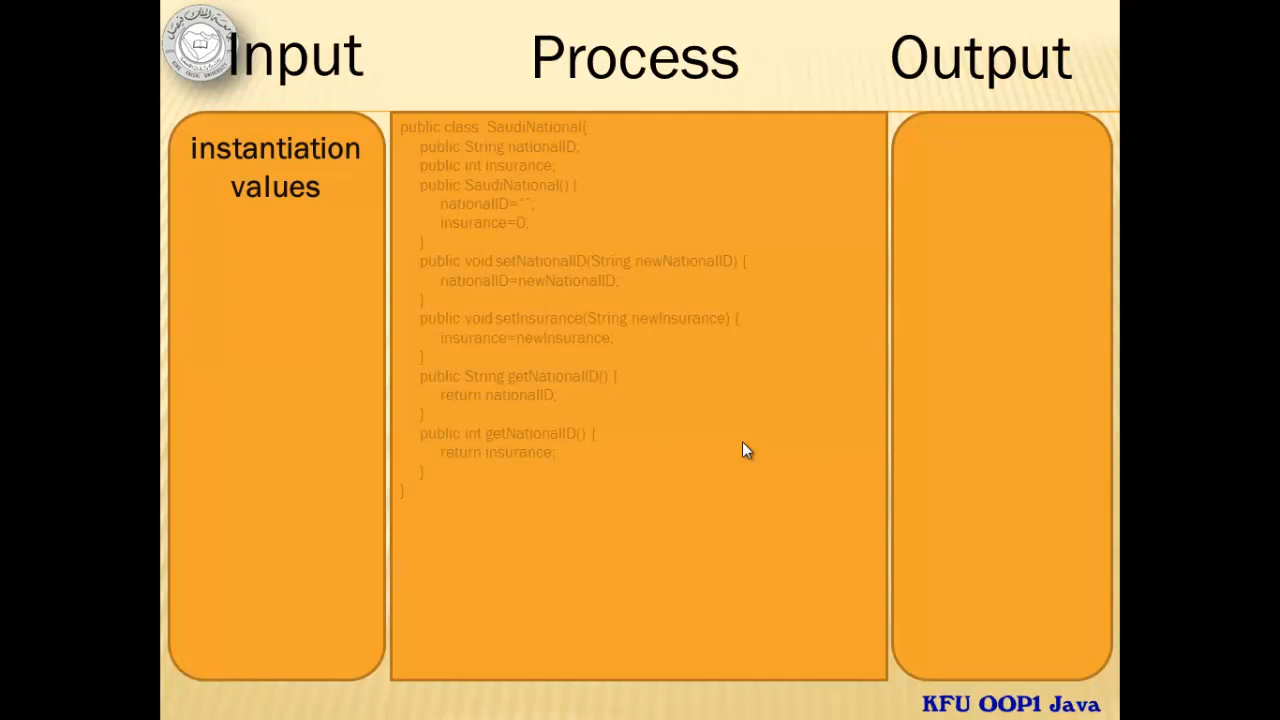 Input
Process
Output
instantiation
values
public class SaudiNational{
public String nationalID;
public int insurance;
public SaudiNational() {
nationalID="";
insurance=0;
}
public void setNationalID(String newNationalID) {
nationalID=newNationalID;
}
public void setInsurance(String newInsurance) {
insurance=newInsurance;
}
public String getNationalID() {
return nationalID;
}
public int getNationalID() {
return insurance;
}
}
KFU OOP1 Java